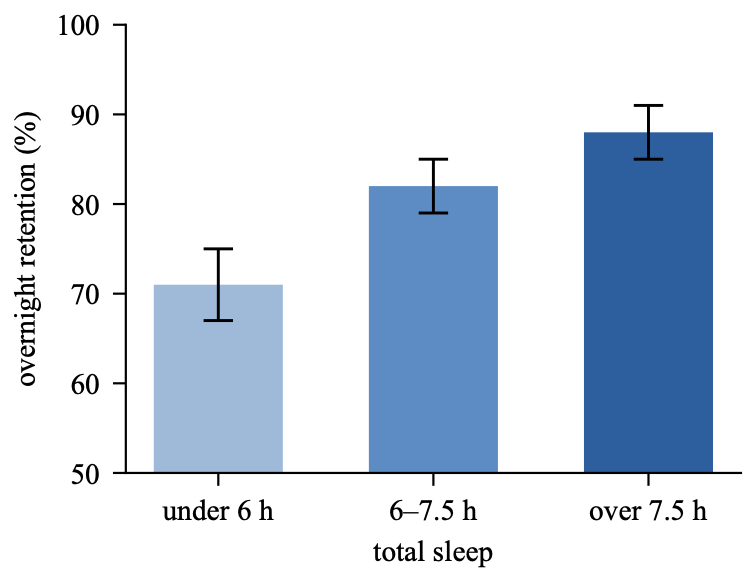 100
90
80
70
60
50
overnight retention (%)
under 6 h
6–7.5 h
over 7.5 h
total sleep